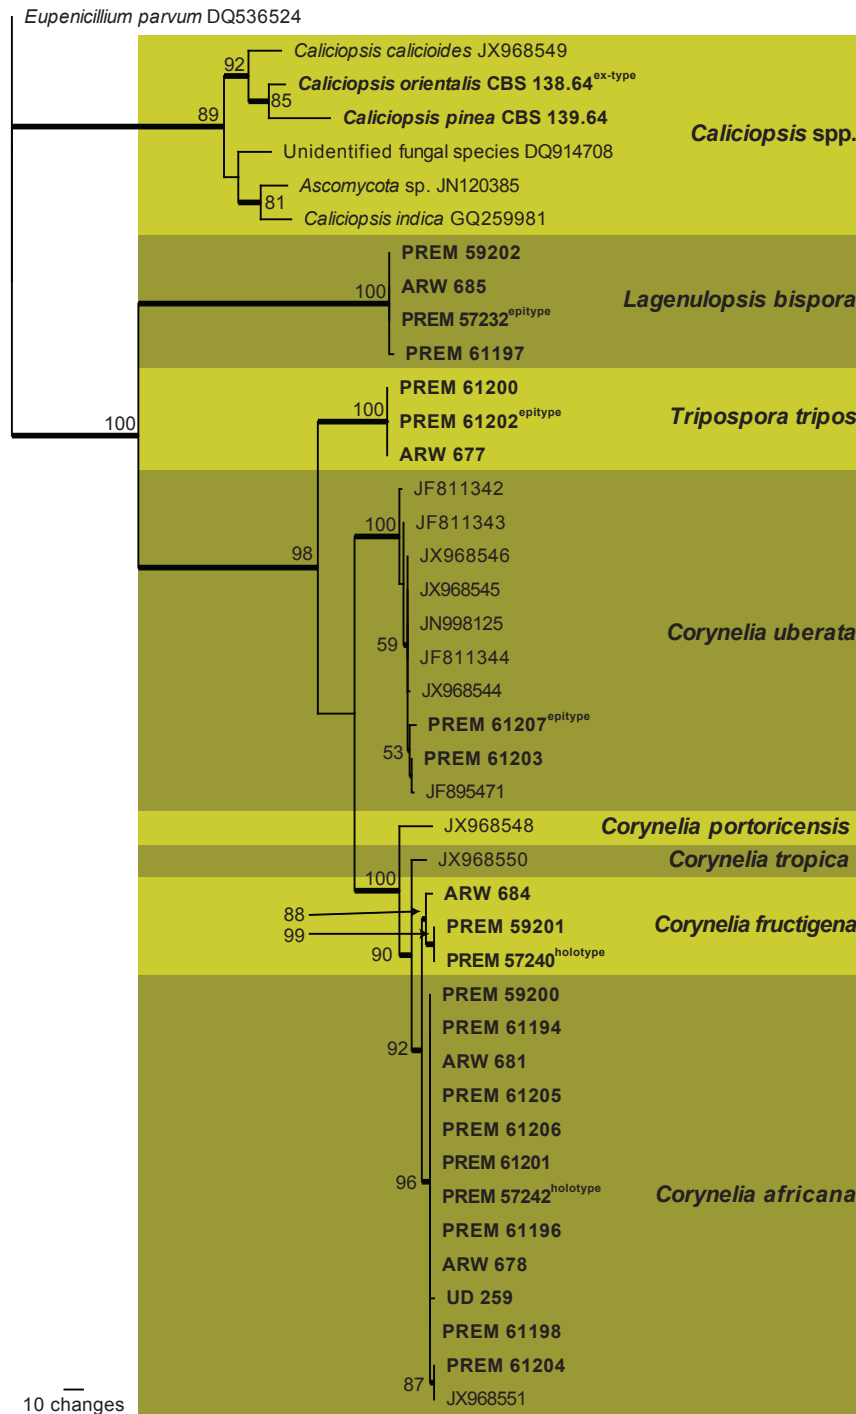 Eupenicillium parvum DQ536524
Caliciopsis calicioides JX968549
92
Caliciopsis orientalis CBS 138.64ex-type
85
89
Caliciopsis pinea CBS 139.64
Caliciopsis spp.
Unidentified fungal species DQ914708
Ascomycota sp. JN120385
81
Caliciopsis indica GQ259981
PREM 59202
ARW 685
100
Lagenulopsis bispora
PREM 57232epitype
PREM 61197
PREM 61200
100
PREM 61202epitype
Tripospora tripos
100
ARW 677
JF811342
JF811343
100
JX968546
98
JX968545
JN998125
Corynelia uberata
59
JF811344
JX968544
PREM 61207epitype
53
PREM 61203
JF895471
JX968548
Corynelia portoricensis
JX968550
Corynelia tropica
100
ARW 684
88
PREM 59201
Corynelia fructigena
99
90
PREM 57240holotype
PREM 59200
PREM 61194
92
ARW 681
PREM 61205
PREM 61206
PREM 61201
96
PREM 57242holotype
Corynelia africana
PREM 61196
ARW 678
UD 259
PREM 61198
PREM 61204
87
JX968551
10 changes